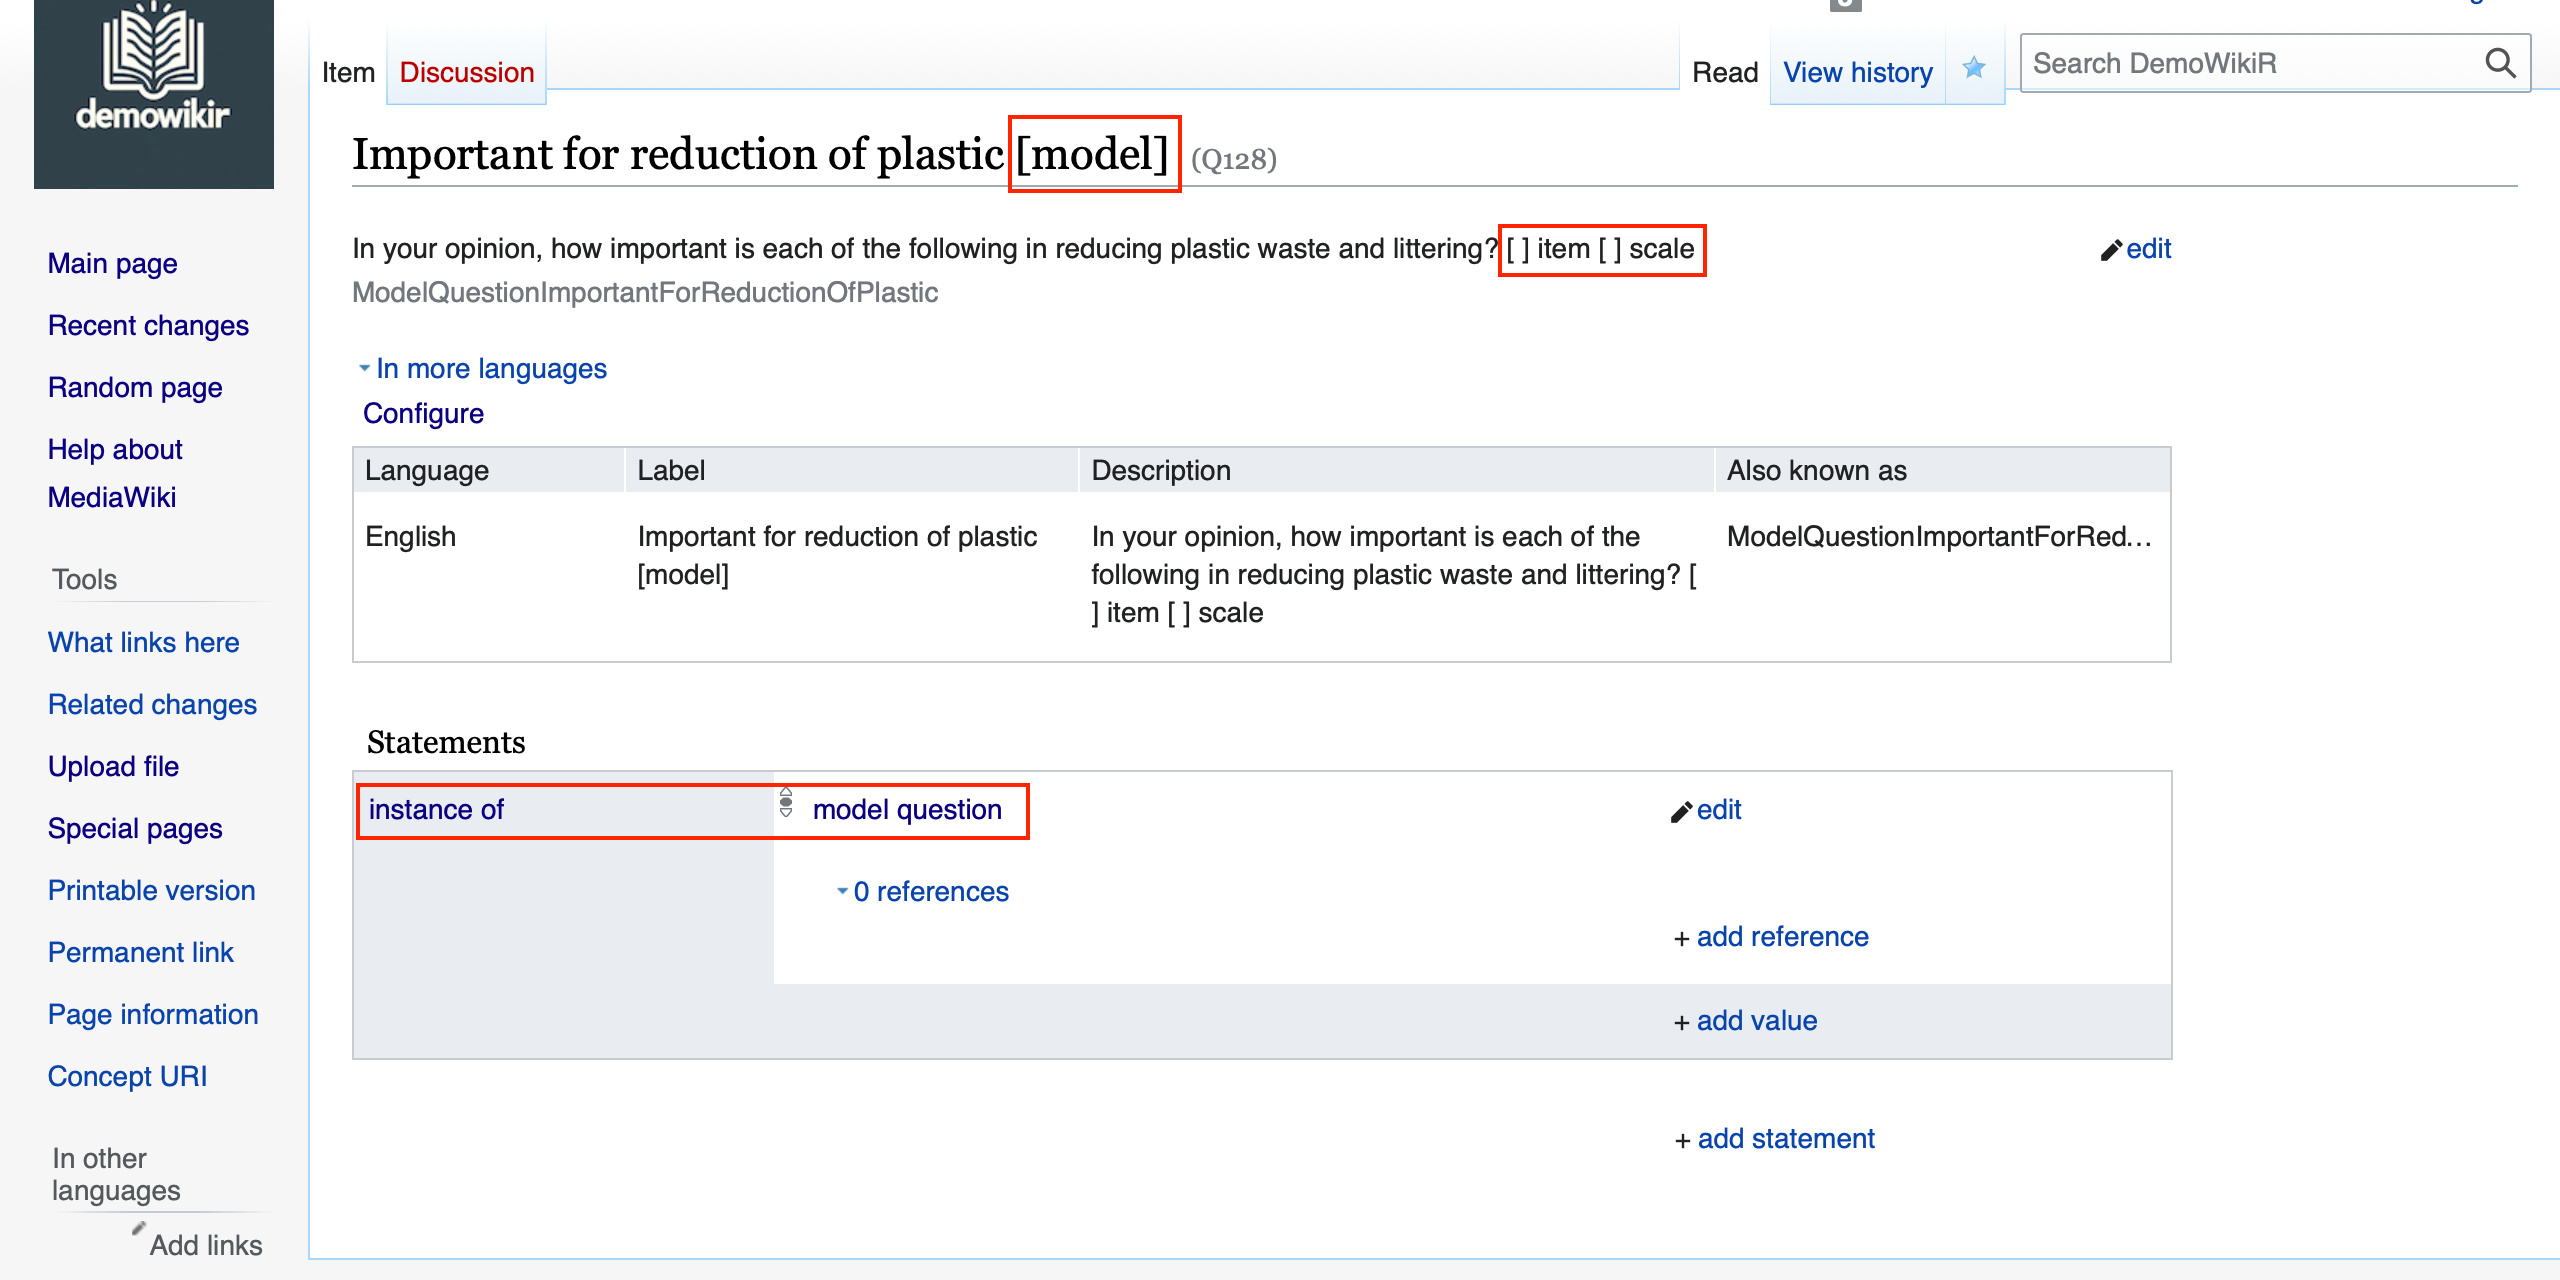 demowikir
Item
Discussion
Read
View history
Search DemoWikiR
Important for reduction of plastic [model] (Q128)
In your opinion, how important is each of the following in reducing plastic waste and littering? [ ] item [ ] scale
edit
ModelQuestionImportantForReductionOfPlastic
In more languages
Configure
Language Label Description Also known as
English
Important for reduction of plastic
[model]
In your opinion, how important is each of the
following in reducing plastic waste and littering? [
] item [ ] scale
ModelQuestionImportantForRed...
Statements
instance of
model question
edit
0 references
+ add reference
+ add value
+ add statement
Main page
Recent changes
Random page
Help about
MediaWiki
Tools
What links here
Related changes
Upload file
Special pages
Printable version
Permanent link
Page information
Concept URI
In other
languages
Add links